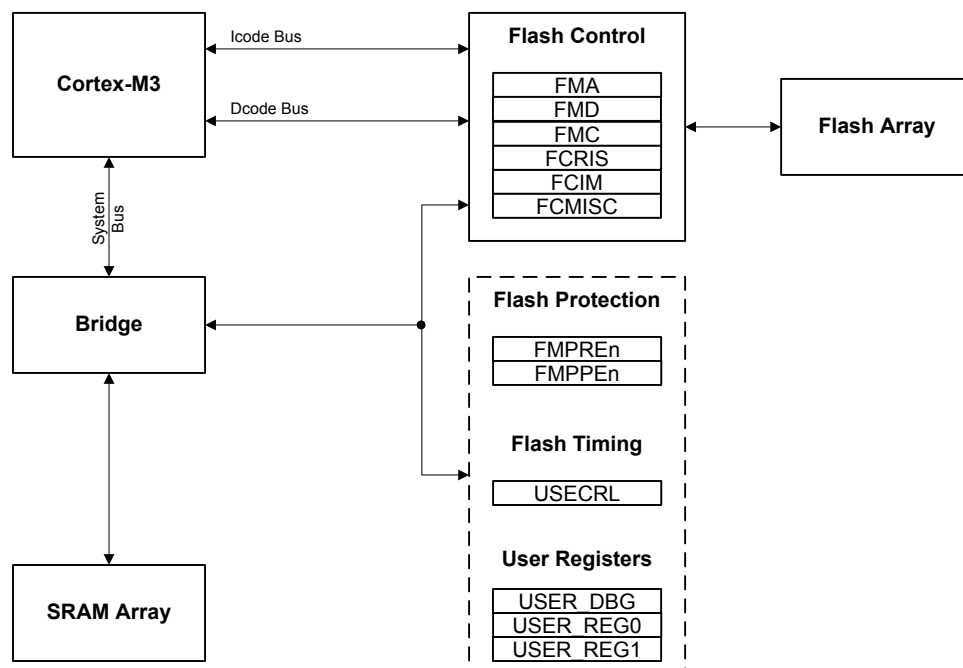 Cortex-M3
Icode Bus
Dcode Bus
System
Bus
Bridge
SRAM Array
Flash Control
FMA
FMD
FMC
FCRIS
FCIM
FCMISC
Flash Array
Flash Protection
FMPREn
FMPPEn
Flash Timing
USECRL
User Registers
USER_DBG
USER_REG0
USER_REG1